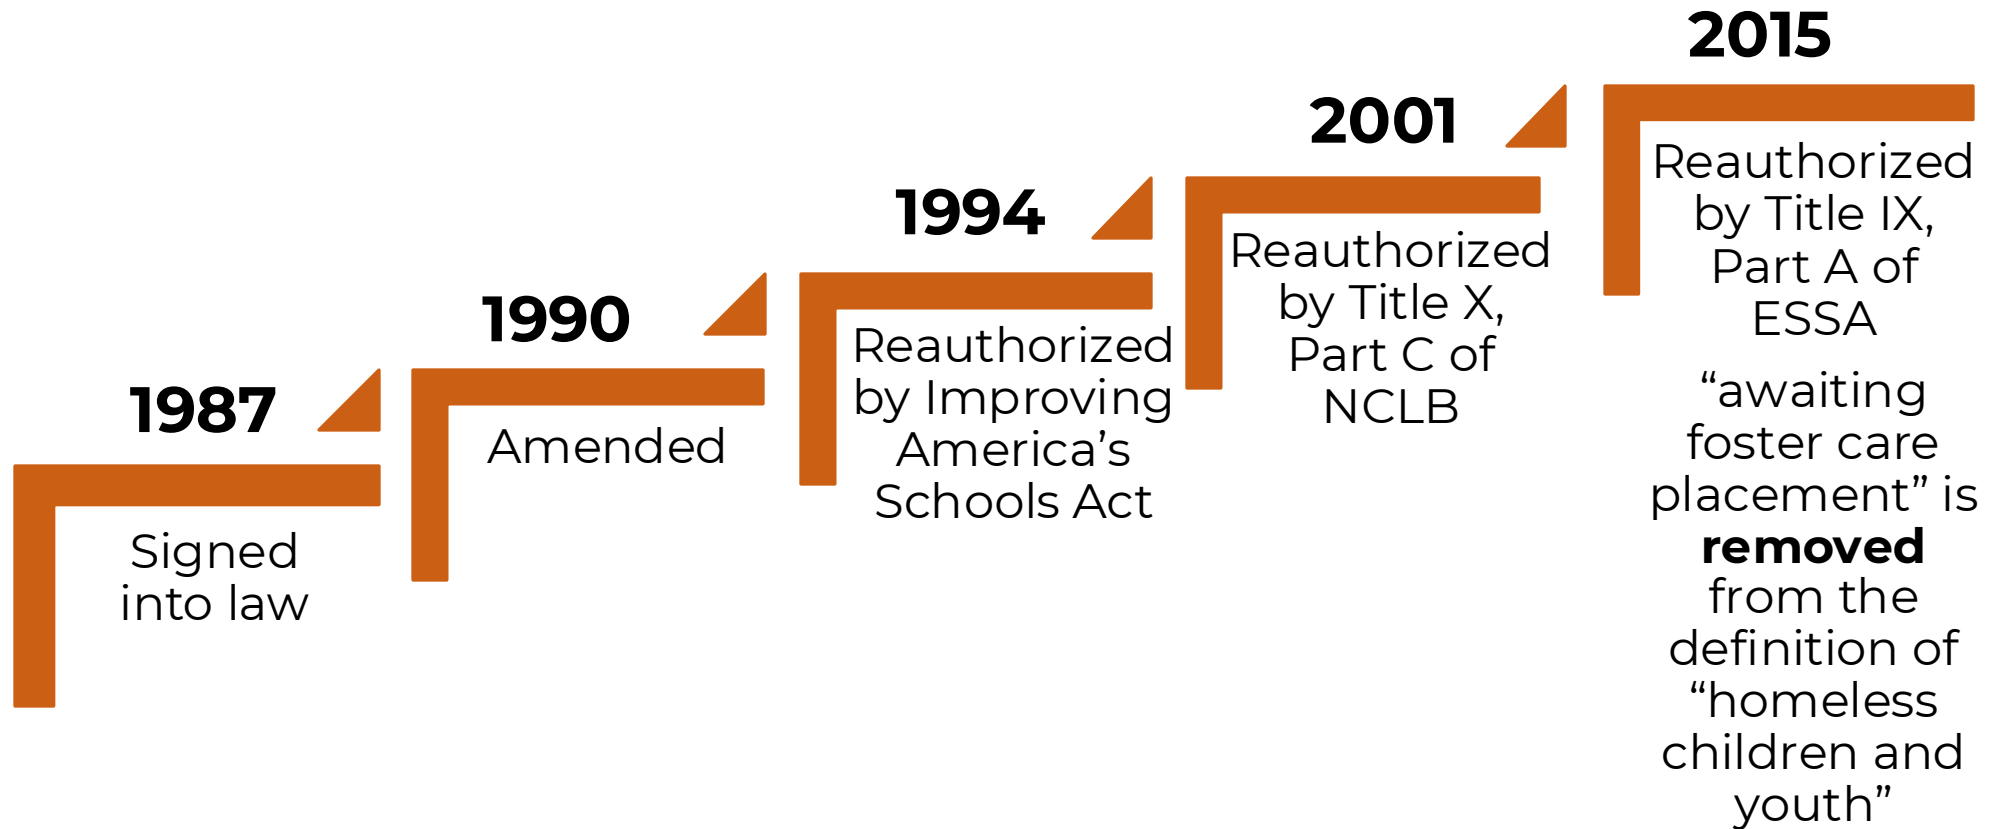 1987
Signed
into law
1990
Amended
1994
Reauthorized
by Improving
America’s
Schools Act
2001
Reauthorized
by Title X,
Part C of
NCLB
2015
Reauthorized
by Title IX,
Part A of
ESSA
“awaiting
foster care
placement” is
removed
from the
definition of
“homeless
children and
youth”